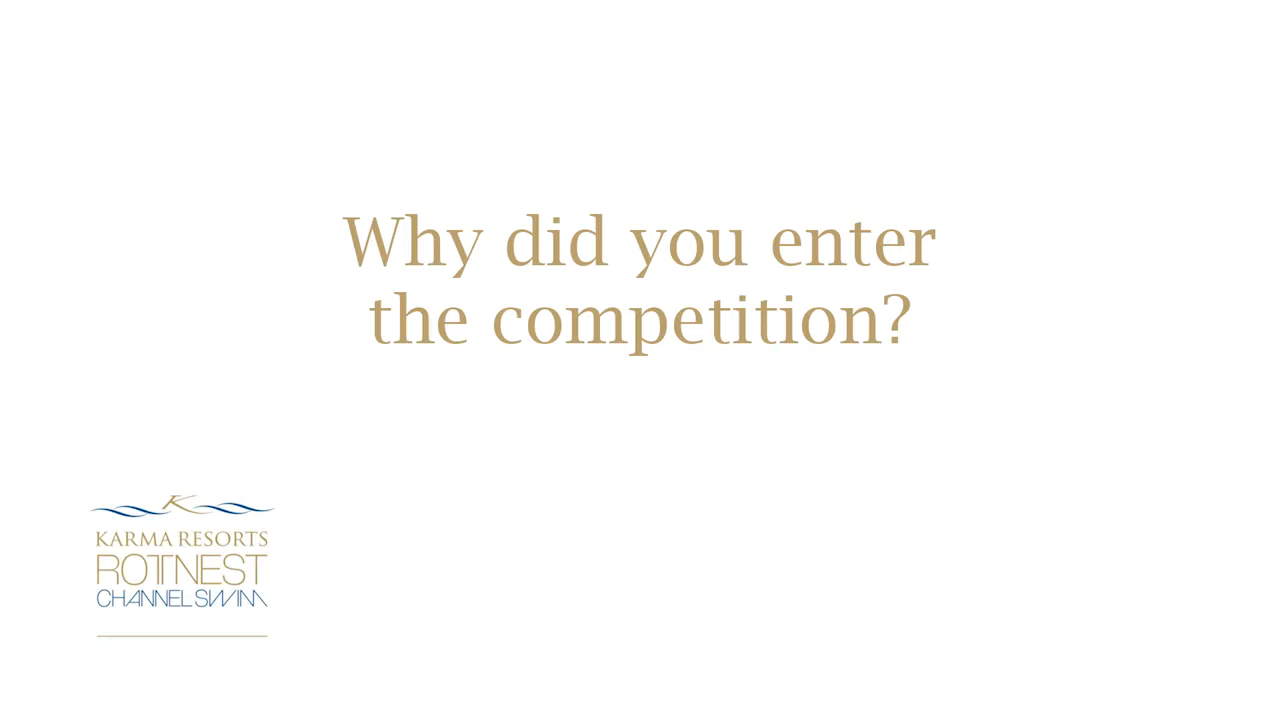 Why did you enter
the competition?
K
KARMA RESORTS
ROTTNEST
CHANNEL SWIM